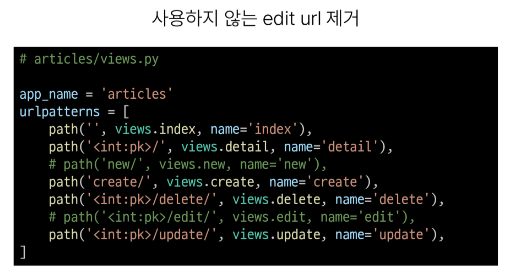 사용하지 않는 edit url 제거
# articles/views.py
app_name = 'articles'
urlpatterns = [
    path('', views.index, name='index'),
    path('<int:pk>/', views.detail, name='detail'),
    # path('new/', views.new, name='new'),
    path('create/', views.create, name='create'),
    path('<int:pk>/delete/', views.delete, name='delete'),
    # path('<int:pk>/edit/', views.edit, name='edit'),
    path('<int:pk>/update/', views.update, name='update'),
]